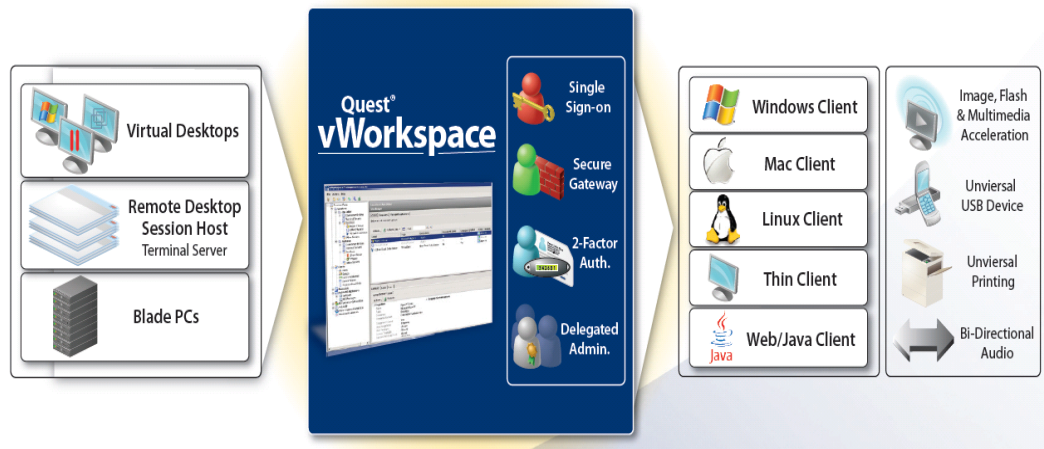 Virtual Desktops
Remote Desktop
Session Host
Terminal Server
Blade PCs
Quest®
vWorkspace
Single
Sign-on
Secure
Gateway
2-Factor
Auth.
Delegated
Admin.
Windows Client
Mac Client
Linux Client
Thin Client
Java
Web/Java Client
Image, Flash
& Multimedia
Acceleration
Unviersal
USB Device
Unviersal
Printing
Bi-Directional
Audio